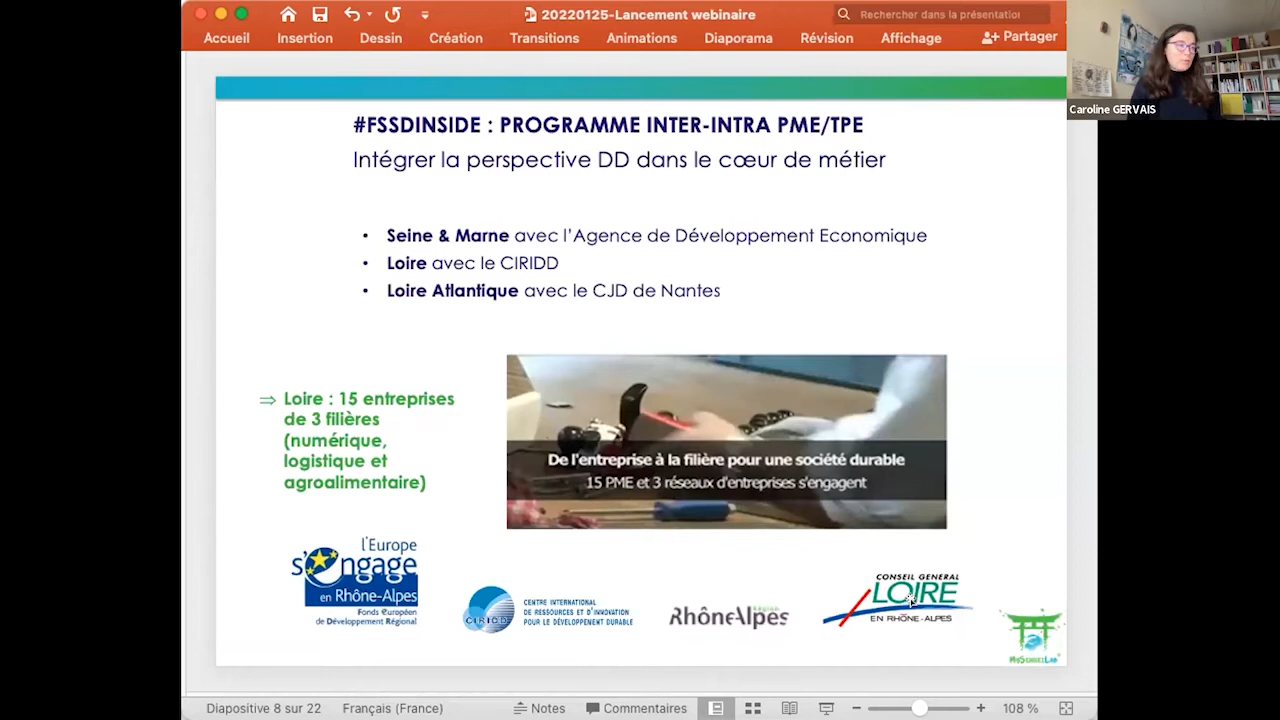 20220125-Lancement webinaire
Rechercher dans la présentation
Accueil
Insertion
Dessin
Création
Transitions
Animations
Diaporama
Révision
Affichage
Partager
Caroline GERVAIS
#FSSDINSIDE : PROGRAMME INTER-INTRA PME/TPE
Intégrer la perspective DD dans le cœur de métier
• Seine & Marne avec l'Agence de Développement Economique
• Loire avec le CIRIDD
• Loire Atlantique avec le CJD de Nantes
⇒ Loire : 15 entreprises
de 3 filières
(numérique,
logistique et
agroalimentaire)
De l'entreprise à la filière pour une société durable
15 PME et 3 réseaux d'entreprises s'engagent
l'Europe
s'engage
en Rhône-Alpes
Fonds Européen
de Développement Régional
CIRIDD
CENTRE INTERNATIONAL
DE RESSOURCES ET D'INNOVATION
POUR LE DÉVELOPPEMENT DURABLE
RhôneAlpes Région
CONSEIL GENERAL
LOIRE
EN RHONE-ALPES
MySenseiLab
Diapositive 8 sur 22
Français (France)
Notes
Commentaires
108 %